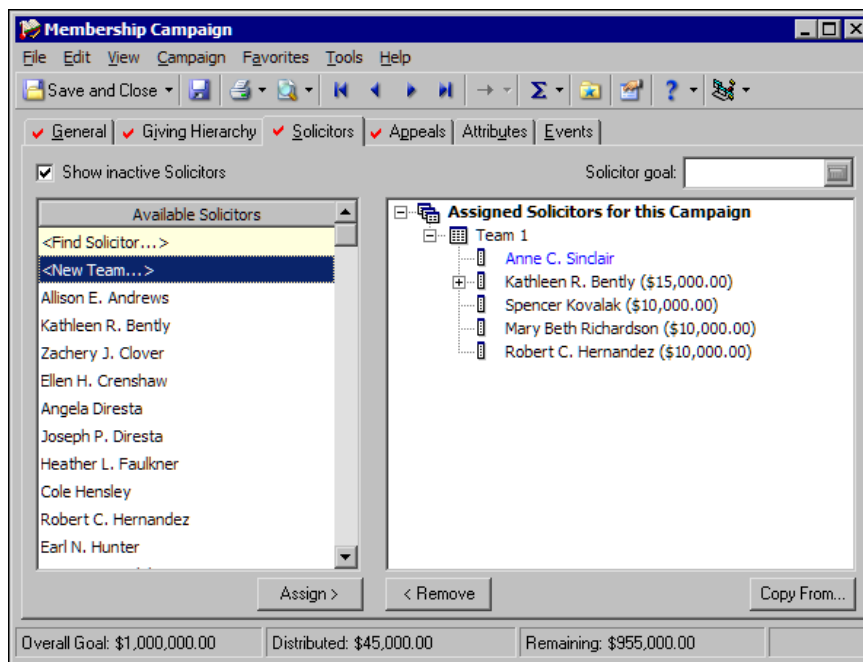 Membership Campaign
File Edit View Campaign Favorites Tools Help
Save and Close
General Giving Hierarchy Solicitors Appeals Attributes Events
Show inactive Solicitors
Solicitor goal:
Available Solicitors
<Find Solicitor...>
<New Team...>
Allison E. Andrews
Kathleen R. Bently
Zachery J. Clover
Ellen H. Crenshaw
Angela Diresta
Joseph P. Diresta
Heather L. Faulkner
Cole Hensley
Robert C. Hernandez
Earl N. Hunter
Assigned Solicitors for this Campaign
Team 1
Anne C. Sinclair
Kathleen R. Bently ($15,000.00)
Spencer Kovalak ($10,000.00)
Mary Beth Richardson ($10,000.00)
Robert C. Hernandez ($10,000.00)
Assign >
< Remove
Copy From...
Overall Goal: $1,000,000.00
Distributed: $45,000.00
Remaining: $955,000.00